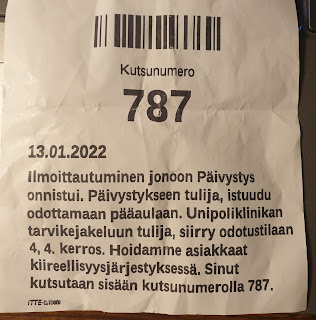 Kutsunumero
787
13.01.2022
Ilmoittautuminen jonoon Päivystys
onnistui. Päivystykseen tulija, istuudu
odottamaan pääaulaan. Unipoliklinikan
tarvikejakeluun tulija, siirry odotustilaan
4, 4. kerros. Hoidamme asiakkaat
kiireellisyysjärjestyksessä. Sinut
kutsutaan sisään kutsunumerolla 787.